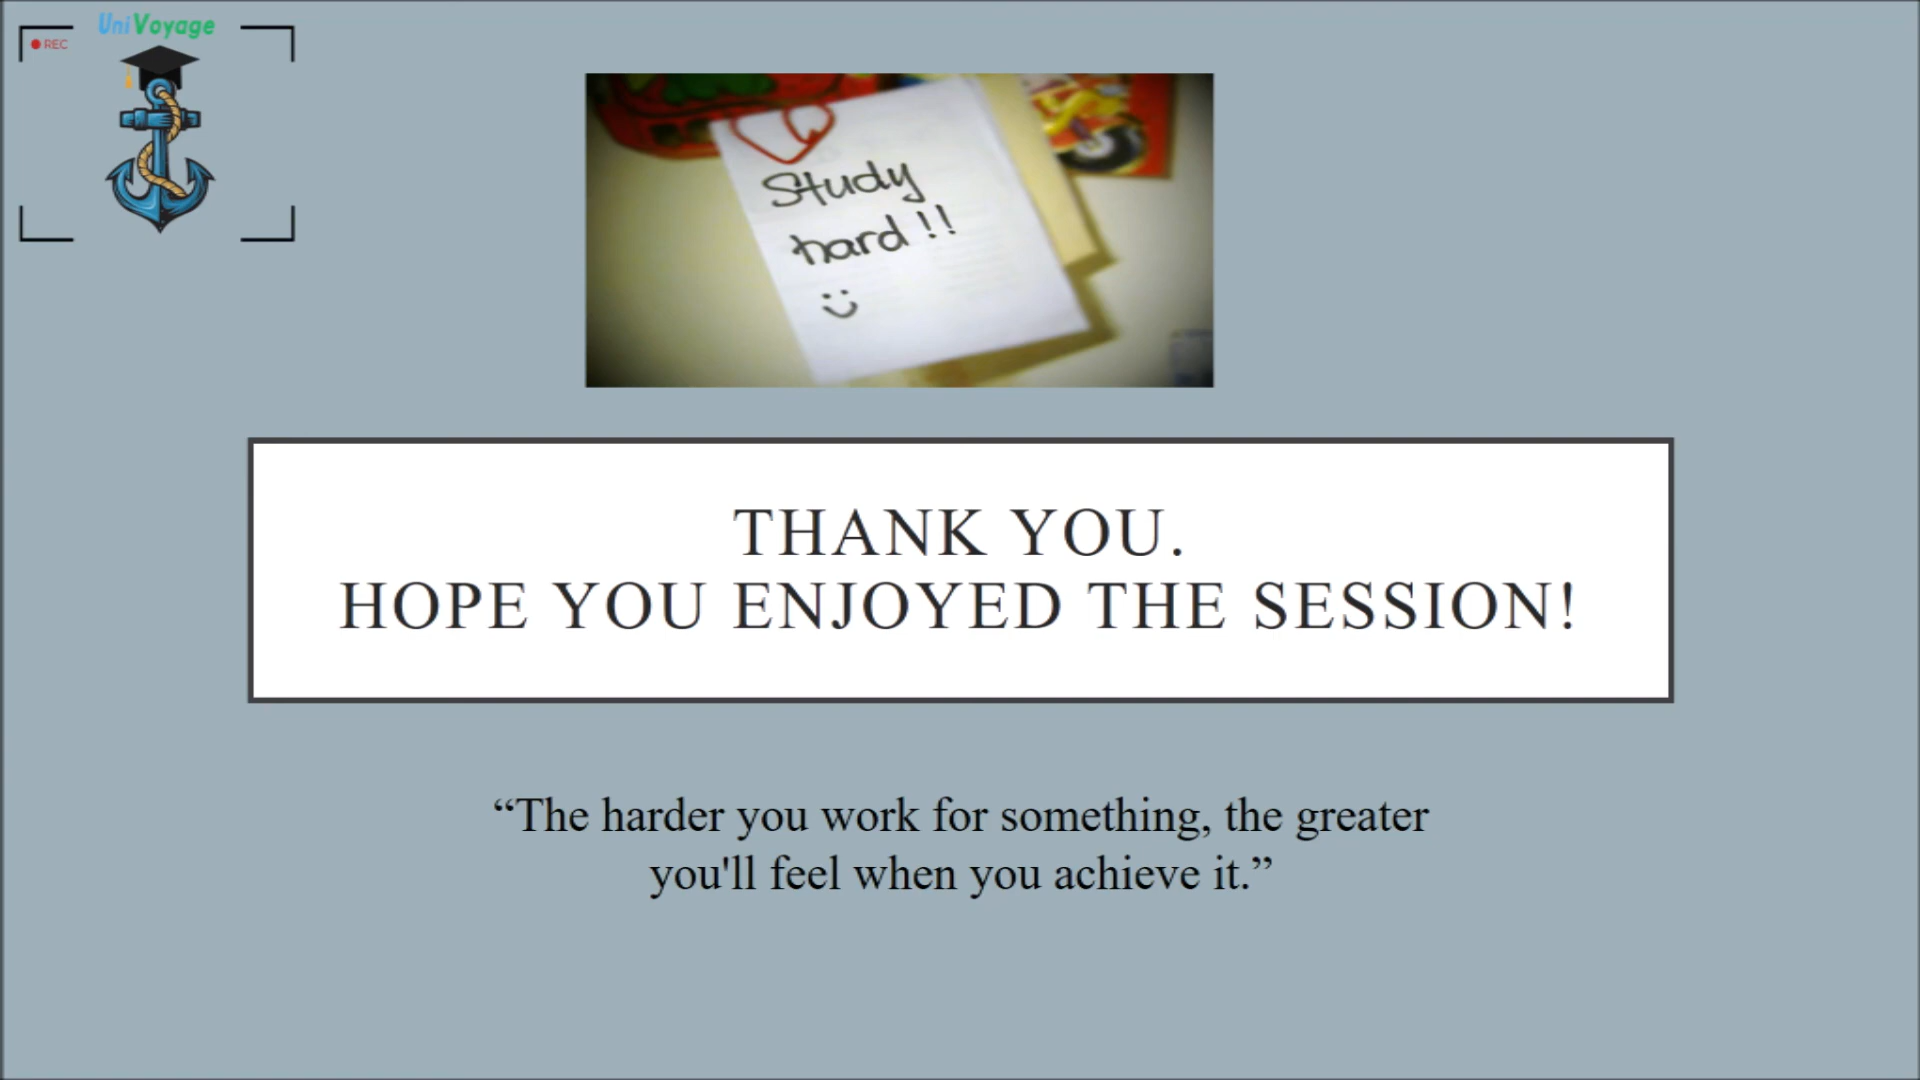 UniVoyage
REC
Study
hard!!
THANK YOU.
HOPE YOU ENJOYED THE SESSION!
“The harder you work for something, the greater
you'll feel when you achieve it.”